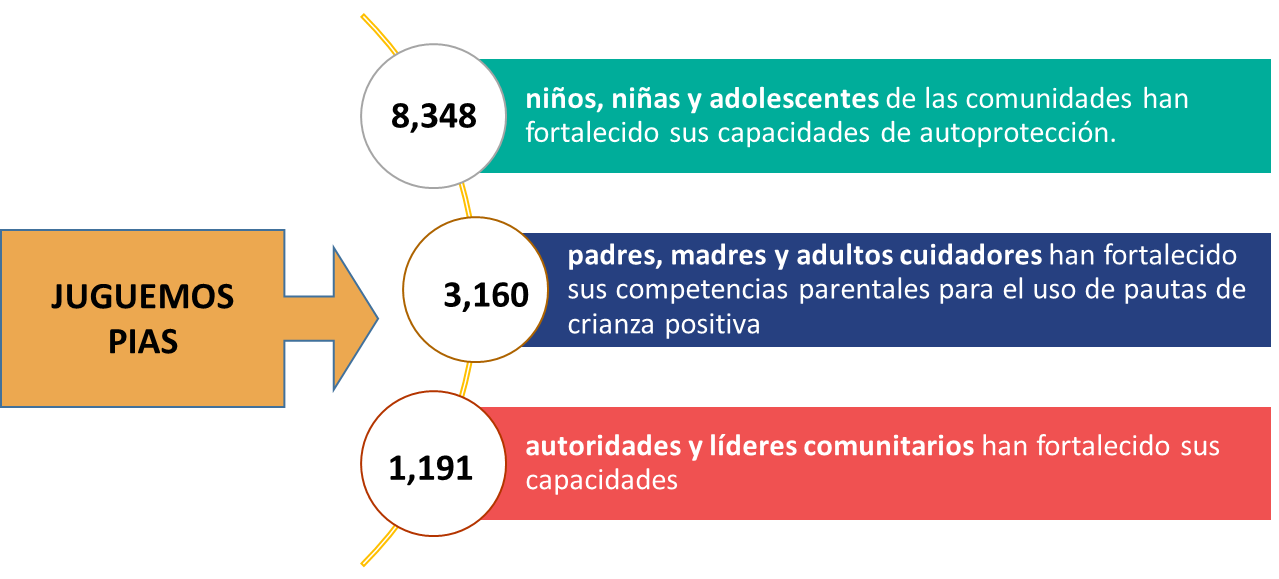 JUGUEMOS
PIAS
8,348
niños, niñas y adolescentes de las comunidades han
fortalecido sus capacidades de autoprotección.
3,160
padres, madres y adultos cuidadores han fortalecido
sus competencias parentales para el uso de pautas de
crianza positiva
1,191
autoridades y líderes comunitarios han fortalecido sus
capacidades